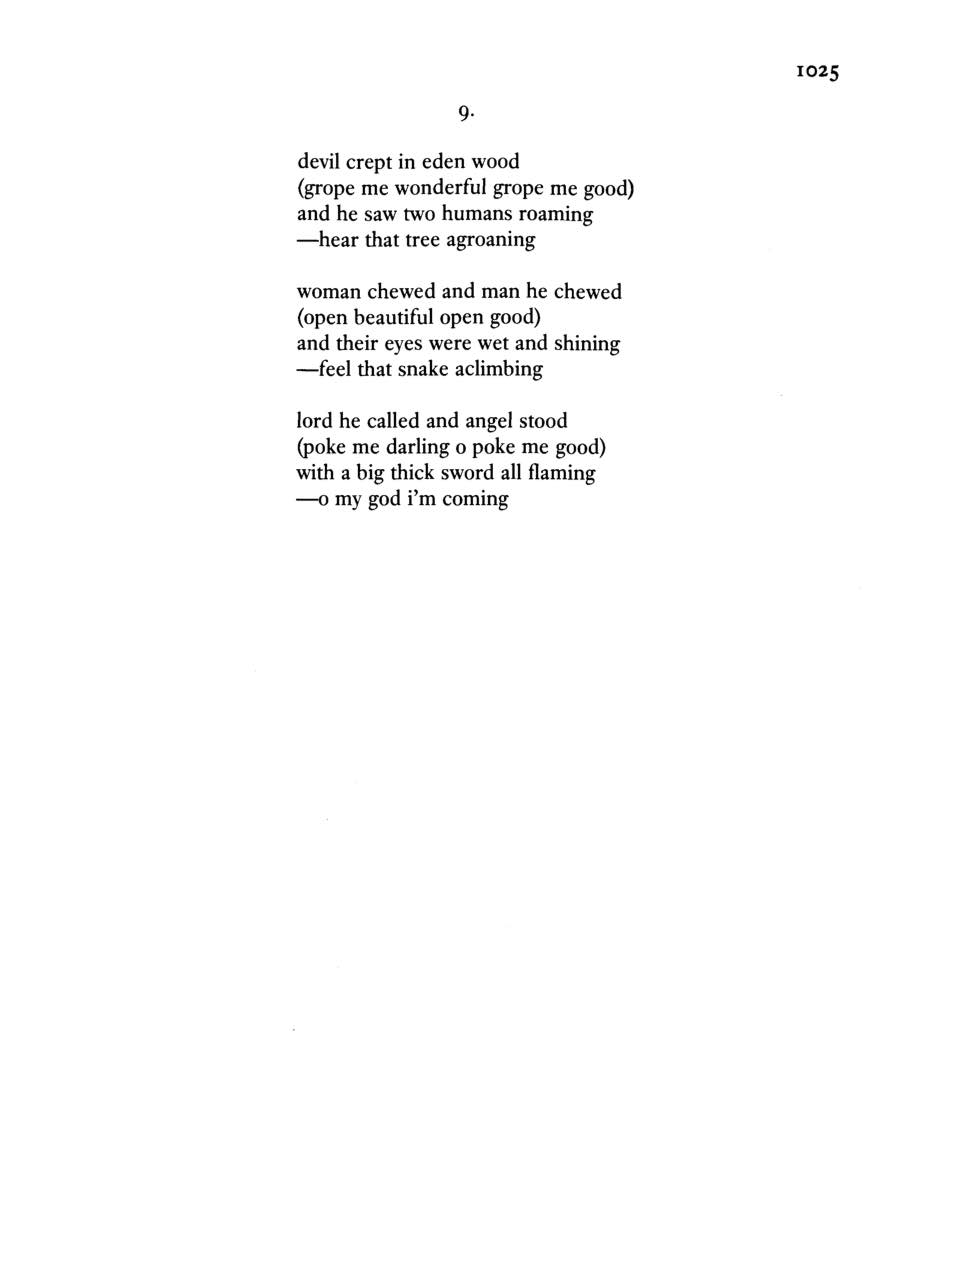 1025
9.
devil crept in eden wood
(grope me wonderful grope me good)
and he saw two humans roaming
—hear that tree agroaning
woman chewed and man he chewed
(open beautiful open good)
and their eyes were wet and shining
—feel that snake aclimbing
lord he called and angel stood
(poke me darling o poke me good)
with a big thick sword all flaming
—o my god i'm coming